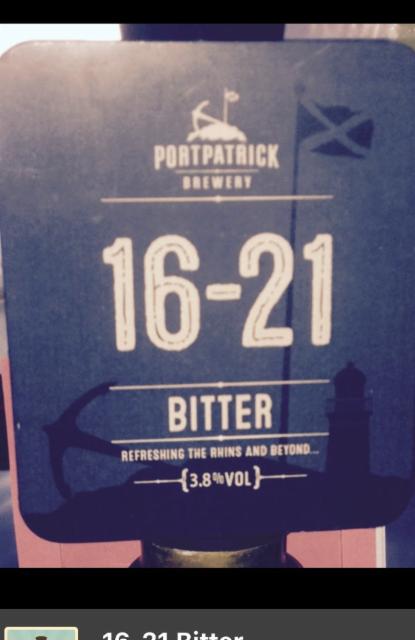 PORTPATRICK
BREWERY
16-21
BITTER
REFRESHING THE RHINS AND BEYOND...
{3.8%VOL}
16-21 Bitter